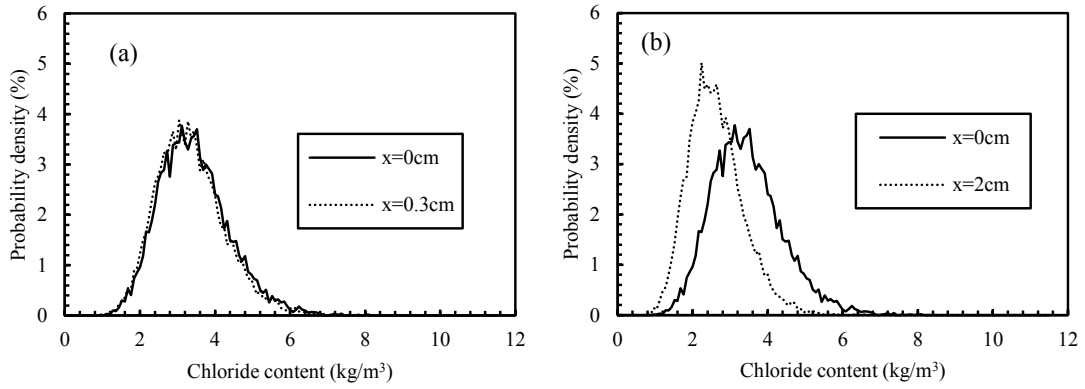 (a)
Probability density (%)
6
5
4
3
2
1
0
x=0cm
x=0.3cm
0 2 4 6 8 10 12
Chloride content (kg/m³)
(b)
Probability density (%)
6
5
4
3
2
1
0
x=0cm
x=2cm
0 2 4 6 8 10 12
Chloride content (kg/m³)